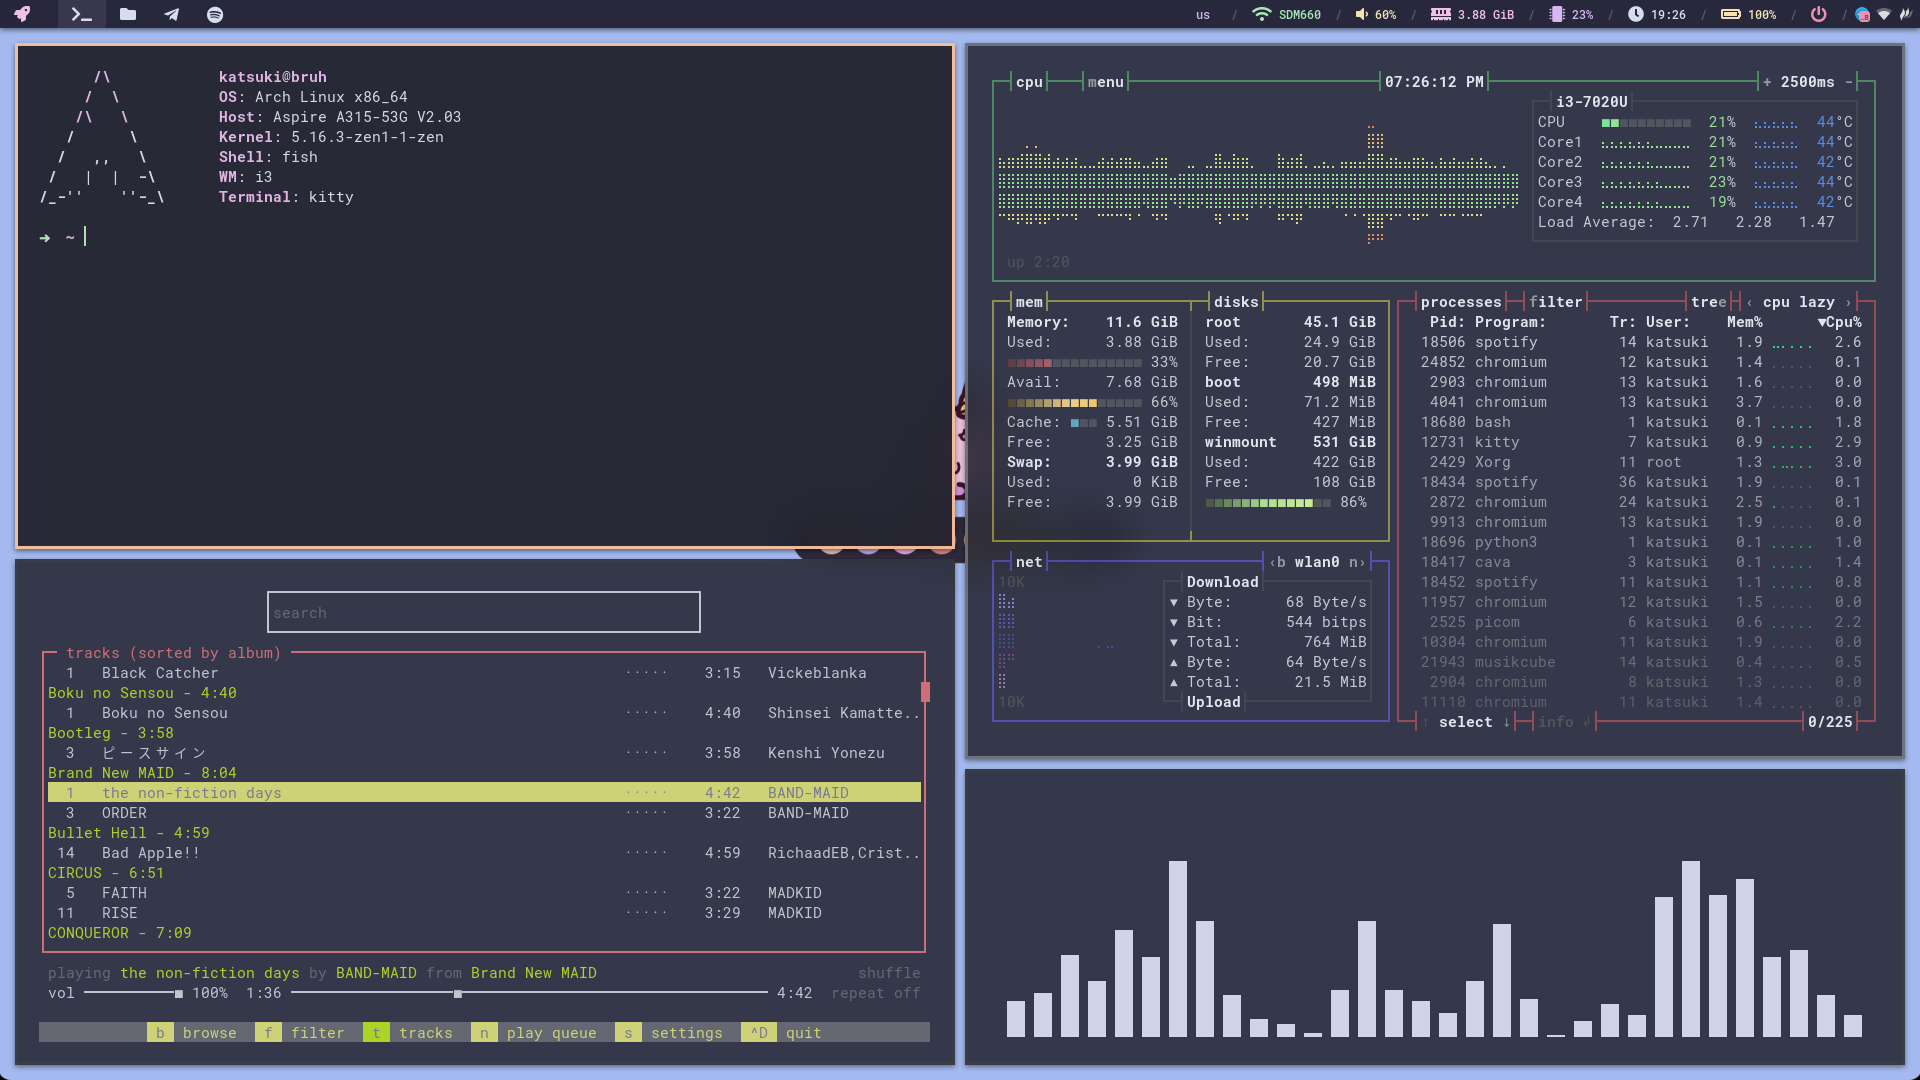 us / SDM660 / 60% / 3.88 GiB / 23% / 19:26 / 100% / /
/\ katsuki@bruh
/ \ OS: Arch Linux x86_64
/\ \ Host: Aspire A315-53G V2.03
/ \ Kernel: 5.16.3-zen1-1-zen
/ ,, \ Shell: fish
/ | | -\ WM: i3
/_-'' ''-_\ Terminal: kitty
➜ ~
search
tracks (sorted by album)
1 Black Catcher ····· 3:15 Vickeblanka
Boku no Sensou - 4:40
1 Boku no Sensou ····· 4:40 Shinsei Kamatte..
Bootleg - 3:58
3 ピースサイン ····· 3:58 Kenshi Yonezu
Brand New MAID - 8:04
1 the non-fiction days ····· 4:42 BAND-MAID
3 ORDER ····· 3:22 BAND-MAID
Bullet Hell - 4:59
14 Bad Apple!! ····· 4:59 RichaadEB,Crist..
CIRCUS - 6:51
5 FAITH ····· 3:22 MADKID
11 RISE ····· 3:29 MADKID
CONQUEROR - 7:09
playing the non-fiction days by BAND-MAID from Brand New MAID shuffle
vol 100% 1:36 4:42 repeat off
b browse f filter t tracks n play queue s settings ^D quit
cpu menu 07:26:12 PM + 2500ms -
i3-7020U
CPU 21% 44°C
Core1 21% 44°C
Core2 21% 42°C
Core3 23% 44°C
Core4 19% 42°C
Load Average: 2.71 2.28 1.47
up 2:20
mem
Memory: 11.6 GiB
Used: 3.88 GiB
33%
Avail: 7.68 GiB
66%
Cache: 5.51 GiB
Free: 3.25 GiB
Swap: 3.99 GiB
Used: 0 KiB
Free: 3.99 GiB
disks
root 45.1 GiB
Used: 24.9 GiB
Free: 20.7 GiB
boot 498 MiB
Used: 71.2 MiB
Free: 427 MiB
winmount 531 GiB
Used: 422 GiB
Free: 108 GiB
86%
net ‹b wlan0 n›
10K
Download
▼ Byte: 68 Byte/s
▼ Bit: 544 bitps
▼ Total: 764 MiB
▲ Byte: 64 Byte/s
▲ Total: 21.5 MiB
10K
Upload
processes filter tree ‹ cpu lazy ›
Pid: Program: Tr: User: Mem% ▼Cpu%
18506 spotify 14 katsuki 1.9 2.6
24852 chromium 12 katsuki 1.4 0.1
2903 chromium 13 katsuki 1.6 0.0
4041 chromium 13 katsuki 3.7 0.0
18680 bash 1 katsuki 0.1 1.8
12731 kitty 7 katsuki 0.9 2.9
2429 Xorg 11 root 1.3 3.0
18434 spotify 36 katsuki 1.9 0.1
2872 chromium 24 katsuki 2.5 0.1
9913 chromium 13 katsuki 1.9 0.0
18696 python3 1 katsuki 0.1 1.0
18417 cava 3 katsuki 0.1 1.4
18452 spotify 11 katsuki 1.1 0.8
11957 chromium 12 katsuki 1.5 0.0
2525 picom 6 katsuki 0.6 2.2
10304 chromium 11 katsuki 1.9 0.0
21943 musikcube 14 katsuki 0.4 0.5
2904 chromium 8 katsuki 1.3 0.0
11110 chromium 11 katsuki 1.4 0.0
↑ select ↓ info ↲ 0/225